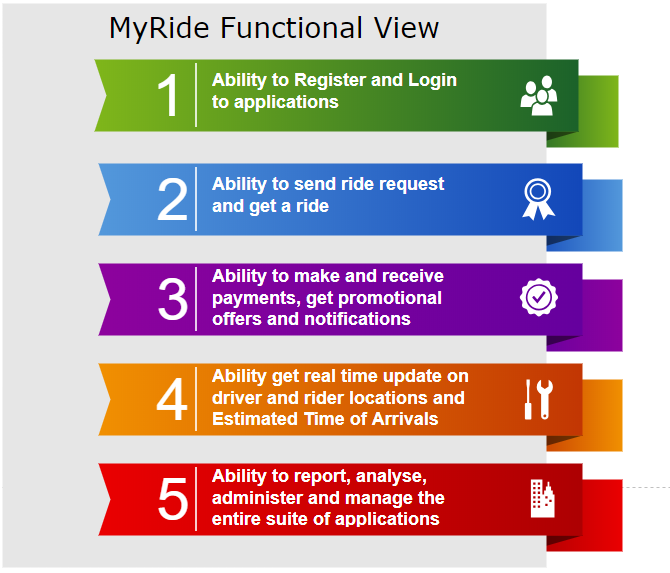 MyRide Functional View
1
Ability to Register and Login
to applications
2
Ability to send ride request
and get a ride
3
Ability to make and receive
payments, get promotional
offers and notifications
4
Ability get real time update on
driver and rider locations and
Estimated Time of Arrivals
5
Ability to report, analyse,
administer and manage the
entire suite of applications